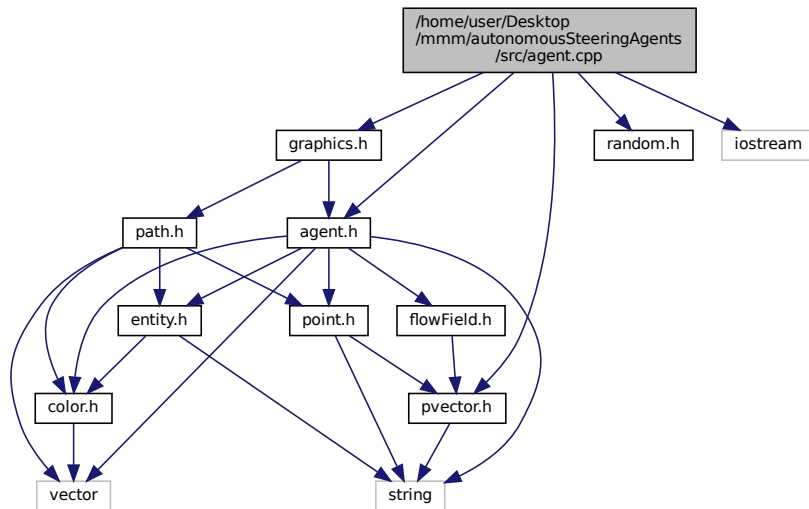 /home/user/Desktop
/mmm/autonomousSteeringAgents
/src/agent.cpp
graphics.h
random.h
iostream
path.h
agent.h
entity.h
point.h
flowField.h
color.h
pvector.h
vector
string